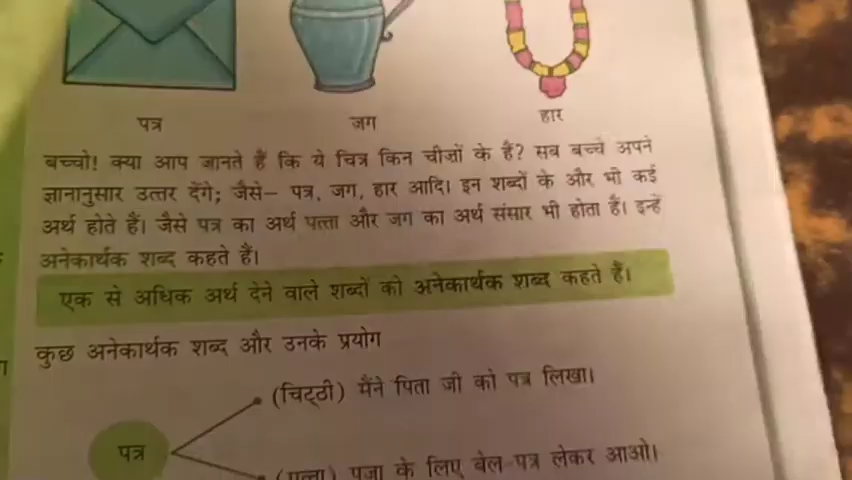 पत्र जग हार
बच्चो! क्या आप जानते हैं कि ये चित्र किन चीज़ों के हैं? सब बच्चे अपने
ज्ञानानुसार उत्तर देंगे; जैसे– पत्र, जग, हार आदि। इन शब्दों के और भी कई
अर्थ होते हैं। जैसे पत्र का अर्थ पत्ता और जग का अर्थ संसार भी होता है। इन्हें
अनेकार्थक शब्द कहते हैं।
एक से अधिक अर्थ देने वाले शब्दों को अनेकार्थक शब्द कहते हैं।
कुछ अनेकार्थक शब्द और उनके प्रयोग
(चिट्ठी) मैंने पिता जी को पत्र लिखा।
पत्र
(पत्ता) पूजा के लिए बेल-पत्र लेकर आओ।